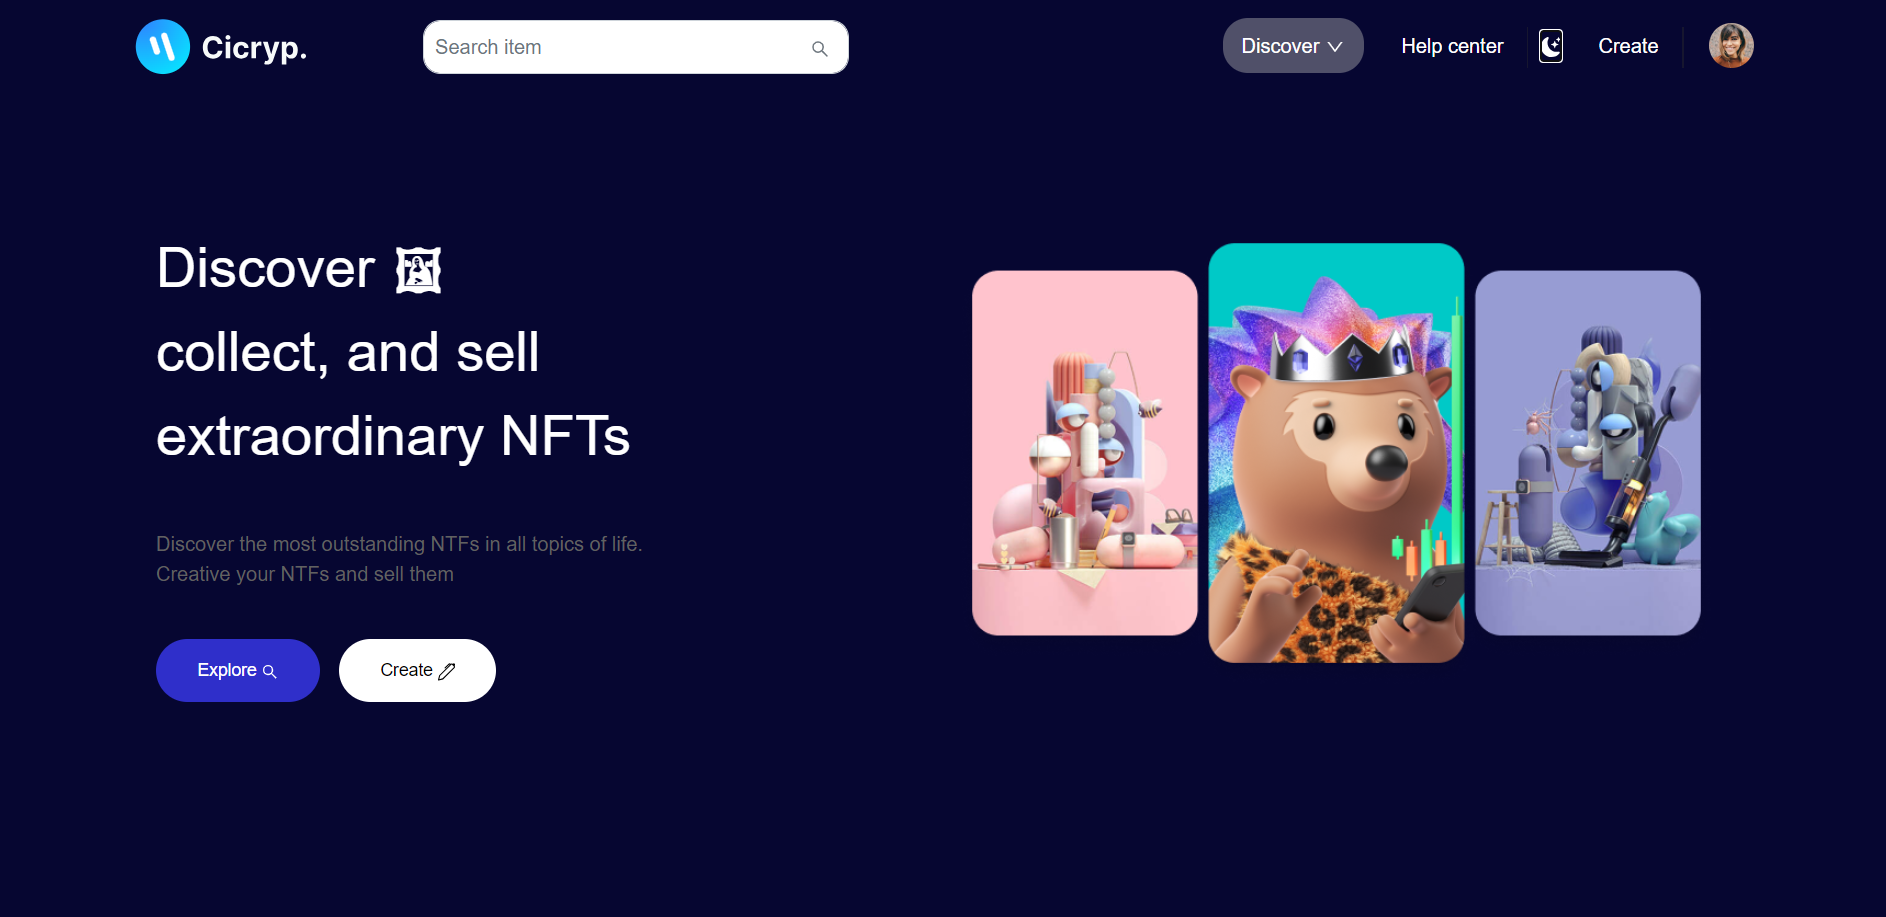 Cicryp.
Search item
Discover
Help center
Create
Discover
collect, and sell
extraordinary NFTs
Discover the most outstanding NTFs in all topics of life.
Creative your NTFs and sell them
Explore
Create